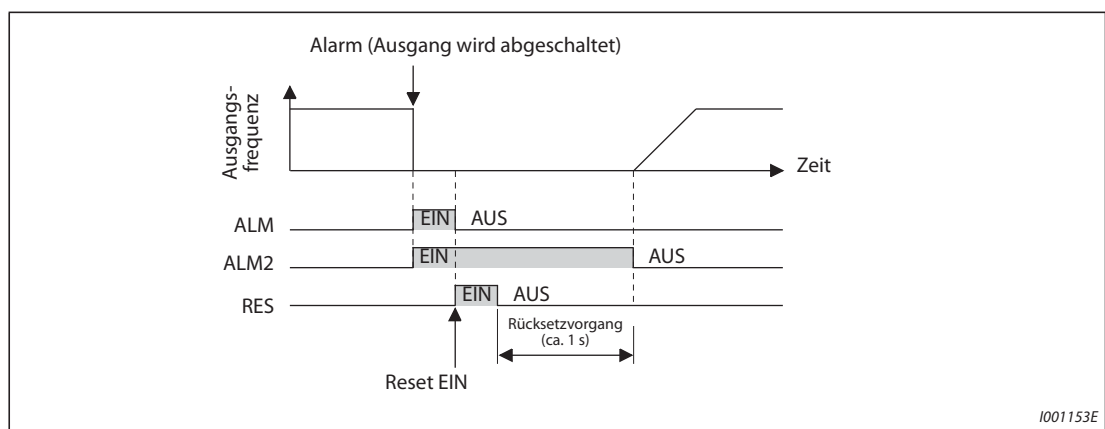 Alarm (Ausgang wird abgeschaltet)
Ausgangs-
frequenz
Zeit
ALM
EIN
AUS
ALM2
EIN
AUS
RES
EIN
AUS
Rücksetzvorgang
(ca. 1 s)
Reset EIN
I001153E